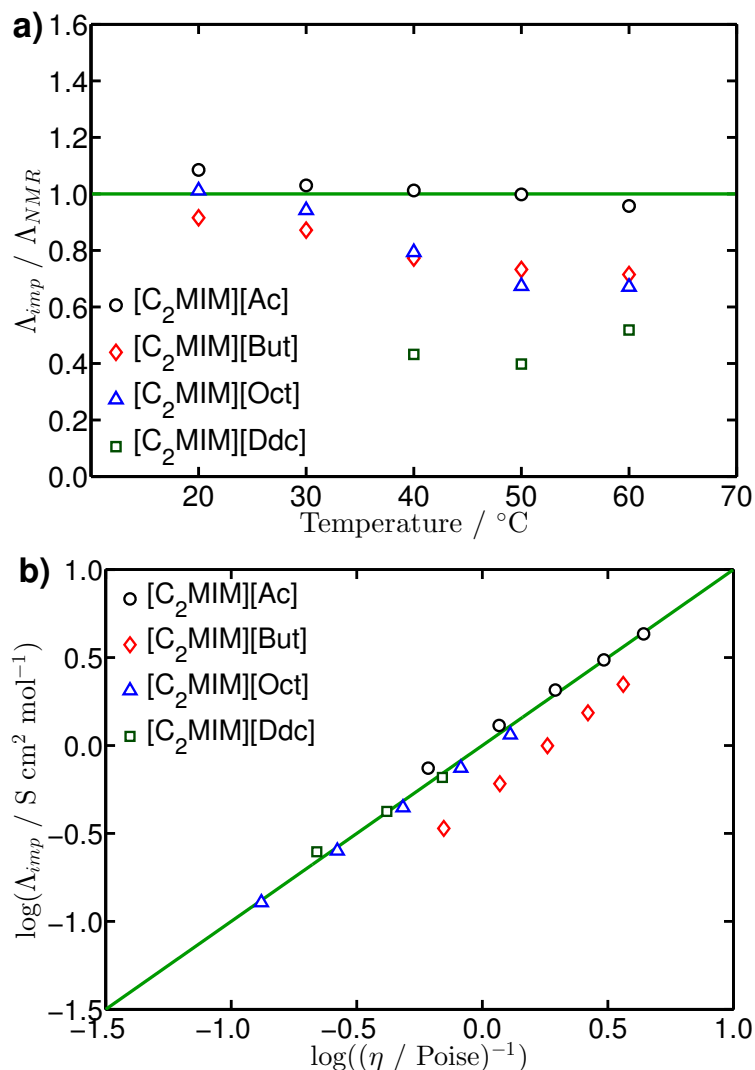 a)
1.6
1.4
1.2
1.0
0.8
0.6
0.4
0.2
0.0
Λimp / ΛNMR
[C2MIM][Ac]
[C2MIM][But]
[C2MIM][Oct]
[C2MIM][Ddc]
20 30 40 50 60 70
Temperature / °C
b)
1.0
0.5
0.0
−0.5
−1.0
−1.5
log(Λimp / S cm² mol⁻¹)
[C2MIM][Ac]
[C2MIM][But]
[C2MIM][Oct]
[C2MIM][Ddc]
−1.5 −1.0 −0.5 0.0 0.5 1.0
log((η / Poise)⁻¹)